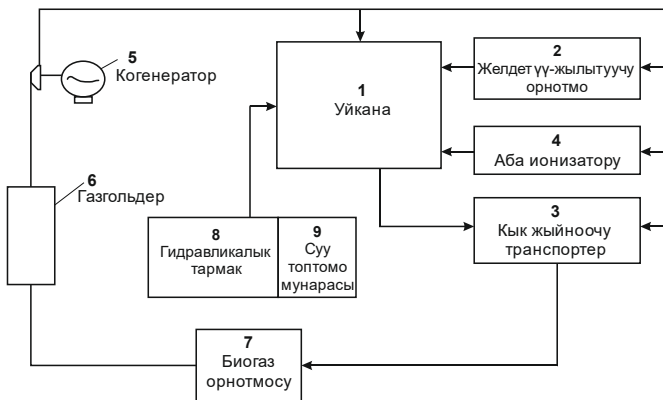 5
Когенератор
1
Уйкана
2
Желдетүү-жылытуучу
орнотмо
4
Аба ионизатору
6
Газгольдер
8
Гидравликалык
тармак
9
Суу
топтомо
мунарасы
3
Кык жыйноочу
транспортер
7
Биогаз
орнотмосу